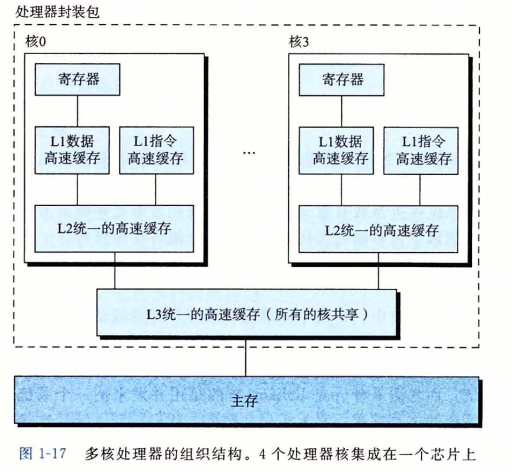 处理器封装包
核0
核3
寄存器
寄存器
L1数据
高速缓存
L1指令
高速缓存
...
L1数据
高速缓存
L1指令
高速缓存
L2统一的高速缓存
L2统一的高速缓存
L3统一的高速缓存（所有的核共享）
主存
图 1-17 多核处理器的组织结构。4 个处理器核集成在一个芯片上